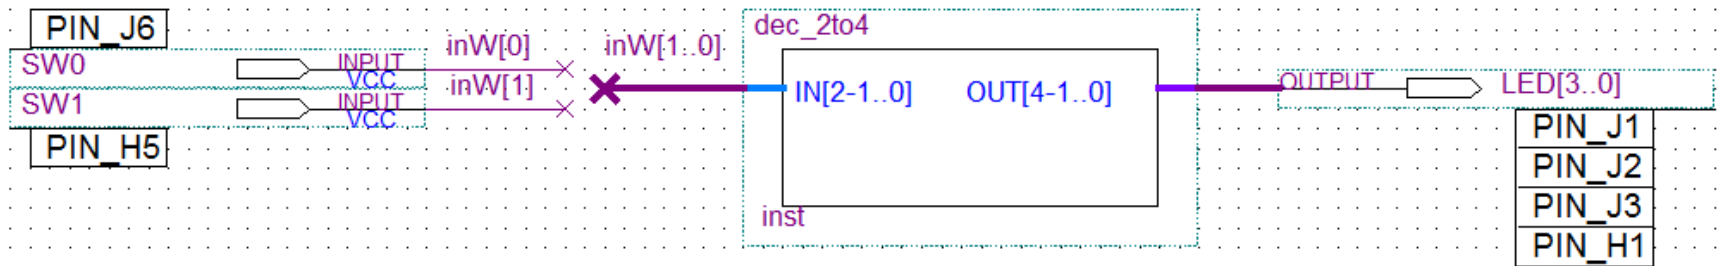 PIN_J6
SW0
INPUT
VCC
inW[0]
SW1
INPUT
VCC
inW[1]
PIN_H5
inW[1..0]
dec_2to4
IN[2-1..0]
OUT[4-1..0]
inst
OUTPUT
LED[3..0]
PIN_J1
PIN_J2
PIN_J3
PIN_H1